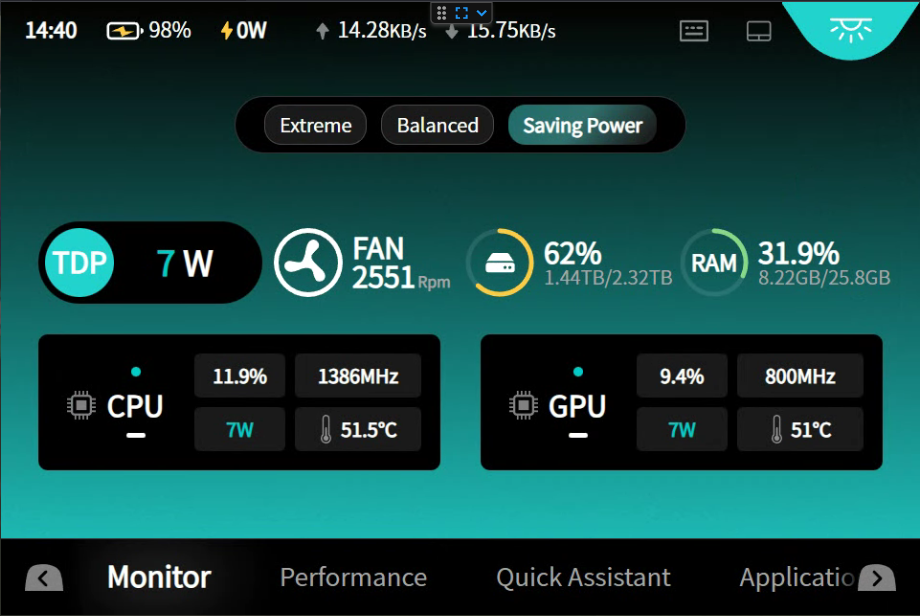 14:40 98% 0W 14.28KB/s 15.75KB/s
Extreme Balanced Saving Power
TDP 7 W
FAN
2551 Rpm
62%
1.44TB/2.32TB
RAM
31.9%
8.22GB/25.8GB
CPU
11.9% 1386MHz
7W 51.5℃
GPU
9.4% 800MHz
7W 51℃
Monitor Performance Quick Assistant Applicatio